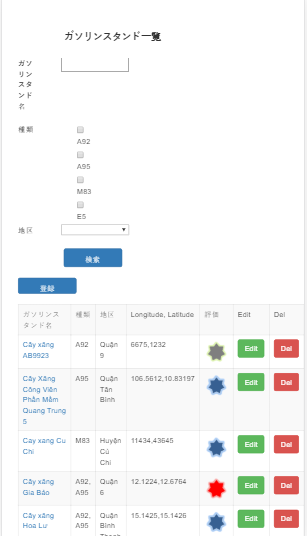 ガソリンスタンド一覧
ガソ
リン
スタ
ンド
名
種類
A92
A95
M83
E5
地区
検索
登録
ガソリンス
タンド名
種類
地区
Longitude, Latitude
評価
Edit
Del
Cây xăng
AB9923
A92
Quận
9
6675,1232
Edit
Del
Cây Xăng
Công Viên
Phần Mềm
Quang Trung
5
A95
Quận
Tân
Bình
106.5612,10.83197
Edit
Del
Cay xang Cu
Chi
M83
Huyện
Củ
Chi
11434,43645
Edit
Del
Cây xăng
Gia Bảo
A92,
A95
Quận
6
12.1224,12.6764
Edit
Del
Cây xăng
Hoa Lư
A92,
A95
Quận
Bình
15.1425,15.1426
Edit
Del